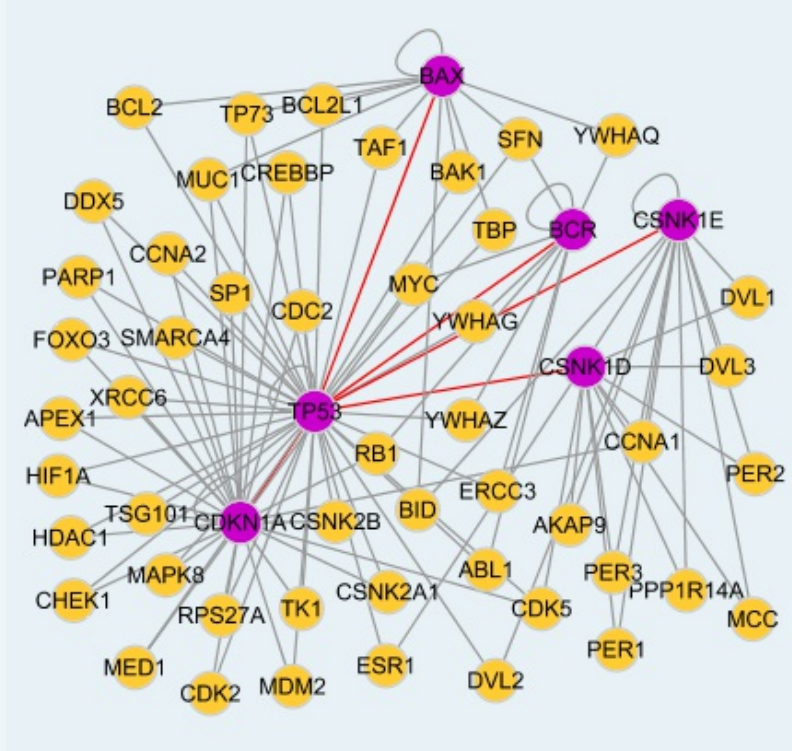 BAX
BCL2
TP73
BCL2L1
TAF1
SFN
YWHAQ
MUC1
CREBBP
BAK1
DDX5
TBP
BCR
CSNK1E
CCNA2
PARP1
SP1
MYC
DVL1
FOXO3
SMARCA4
CDC2
YWHAG
CSNK1D
DVL3
XRCC6
APEX1
TP53
YWHAZ
CCNA1
RB1
HIF1A
PER2
TSG101
CDKN1A
CSNK2B
BID
ERCC3
AKAP9
HDAC1
MAPK8
ABL1
PER3
CHEK1
RPS27A
TK1
CSNK2A1
CDK5
PPP1R14A
MCC
PER1
MED1
CDK2
MDM2
ESR1
DVL2